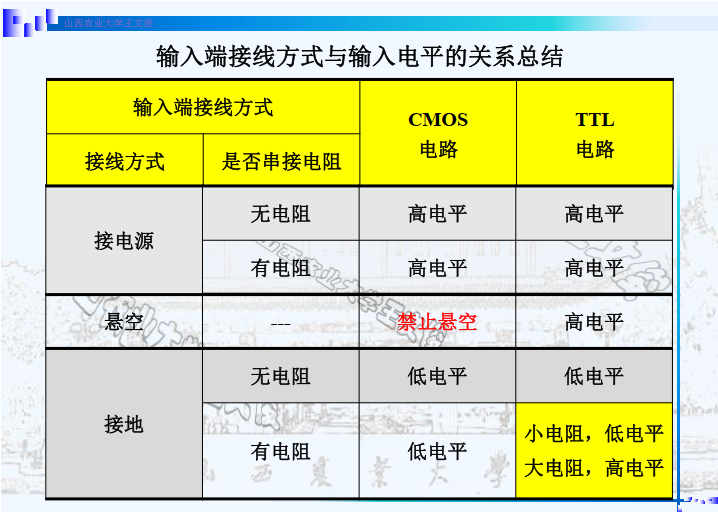 山西农业大学王文俊
输入端接线方式与输入电平的关系总结
输入端接线方式
CMOS
电路
TTL
电路
接线方式
是否串接电阻
接电源
无电阻
高电平
高电平
有电阻
高电平
高电平
悬空
---
禁止悬空
高电平
接地
无电阻
低电平
低电平
有电阻
低电平
小电阻，低电平
大电阻，高电平
山西农业大学